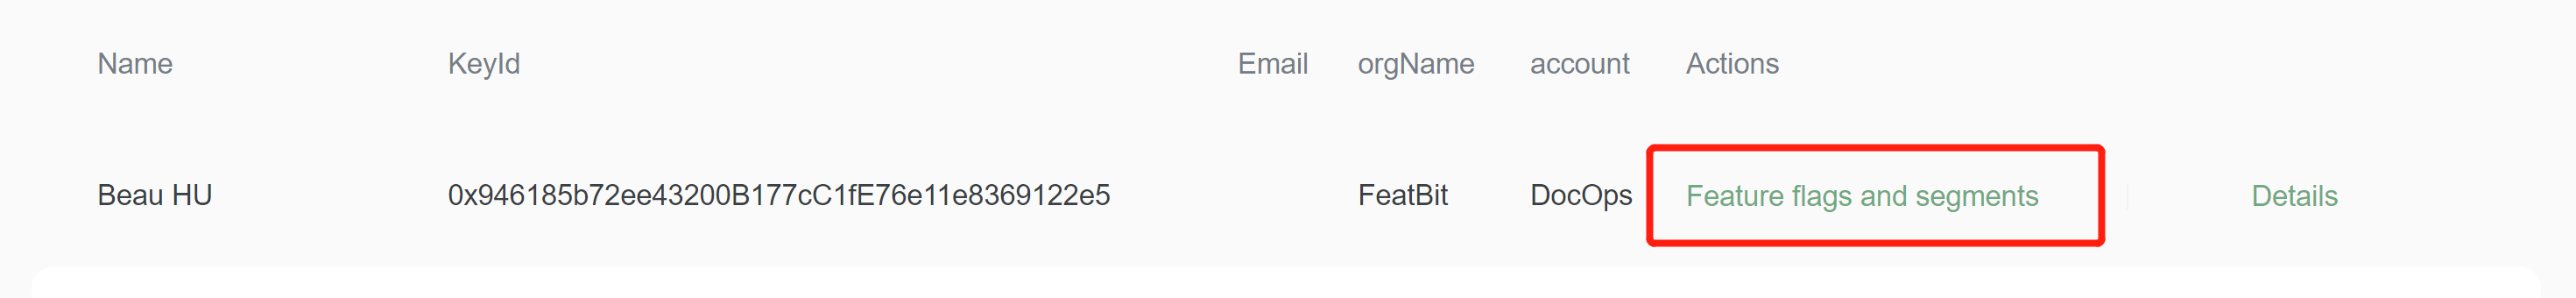 Name KeyId Email orgName account Actions
Beau HU 0x946185b72ee43200B177cC1fE76e11e8369122e5 FeatBit DocOps Feature flags and segments Details